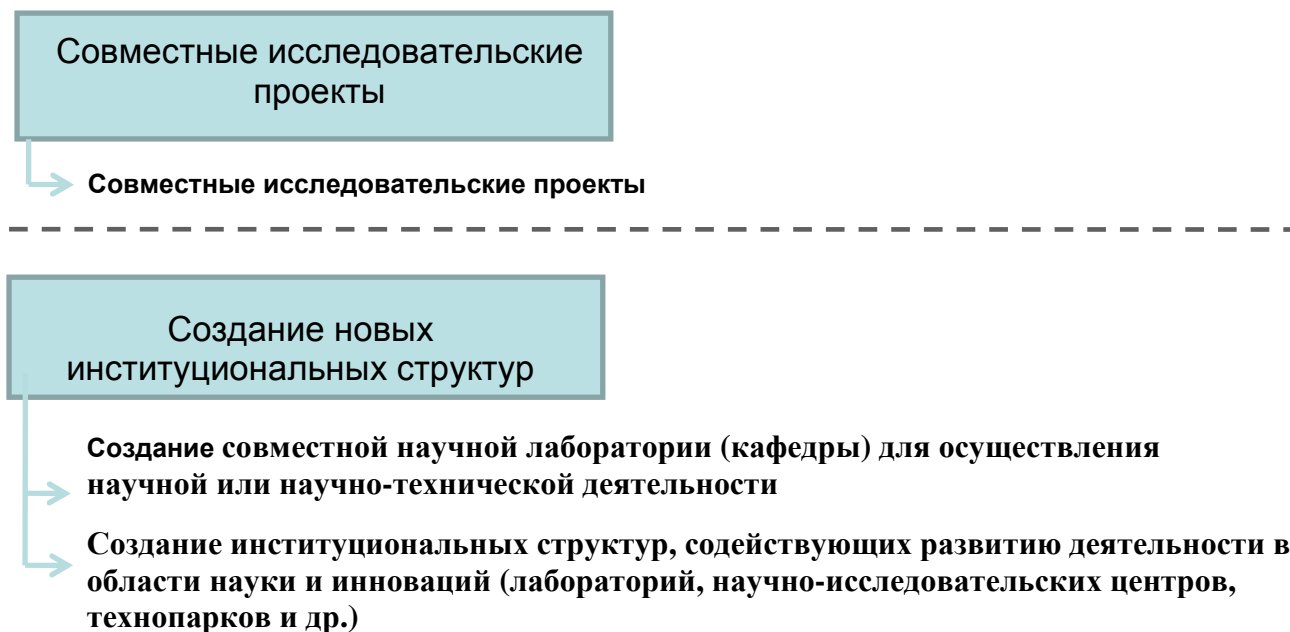 Совместные исследовательские
проекты
Совместные исследовательские проекты
Создание новых
институциональных структур
Создание совместной научной лаборатории (кафедры) для осуществления
научной или научно-технической деятельности
Создание институциональных структур, содействующих развитию деятельности в
области науки и инноваций (лабораторий, научно-исследовательских центров,
технопарков и др.)